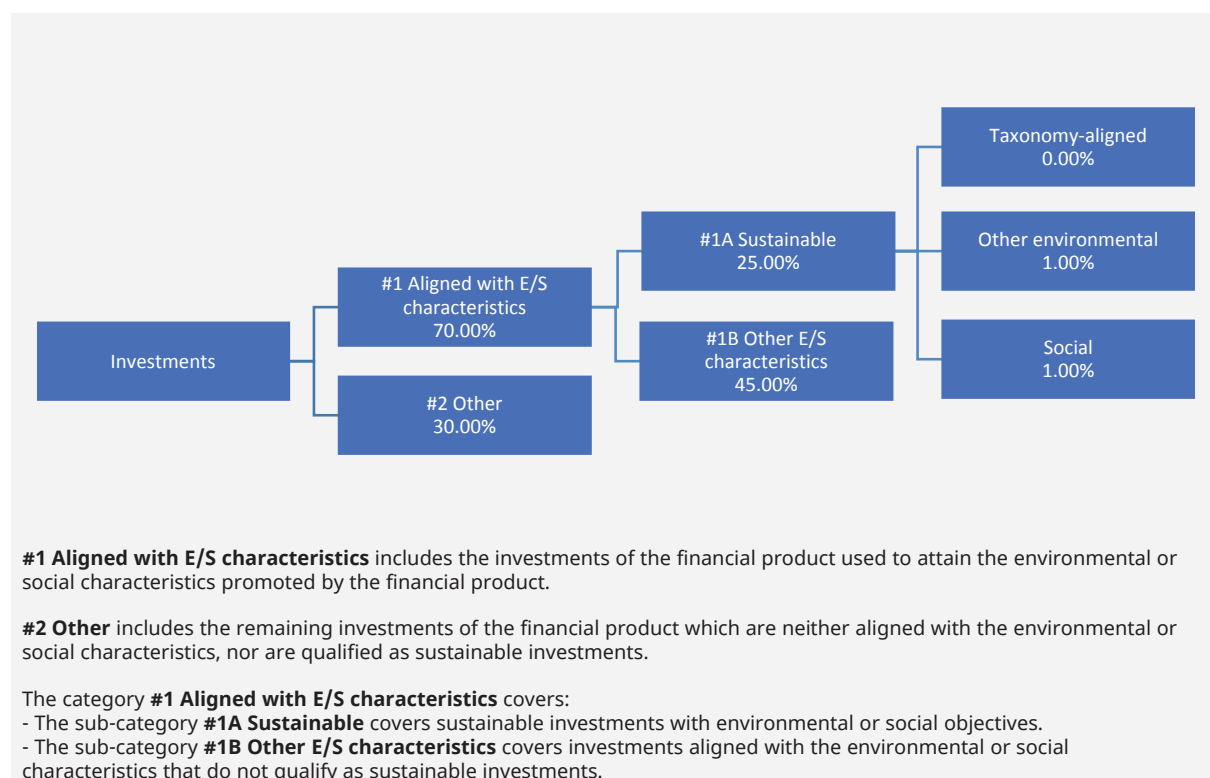 Taxonomy-aligned
0.00%
#1A Sustainable
25.00%
Other environmental
1.00%
#1 Aligned with E/S
characteristics
70.00%
Investments
#1B Other E/S
characteristics
45.00%
Social
1.00%
#2 Other
30.00%
#1 Aligned with E/S characteristics includes the investments of the financial product used to attain the environmental or
social characteristics promoted by the financial product.
#2 Other includes the remaining investments of the financial product which are neither aligned with the environmental or
social characteristics, nor are qualified as sustainable investments.
The category #1 Aligned with E/S characteristics covers:
- The sub-category #1A Sustainable covers sustainable investments with environmental or social objectives.
- The sub-category #1B Other E/S characteristics covers investments aligned with the environmental or social
characteristics that do not qualify as sustainable investments.